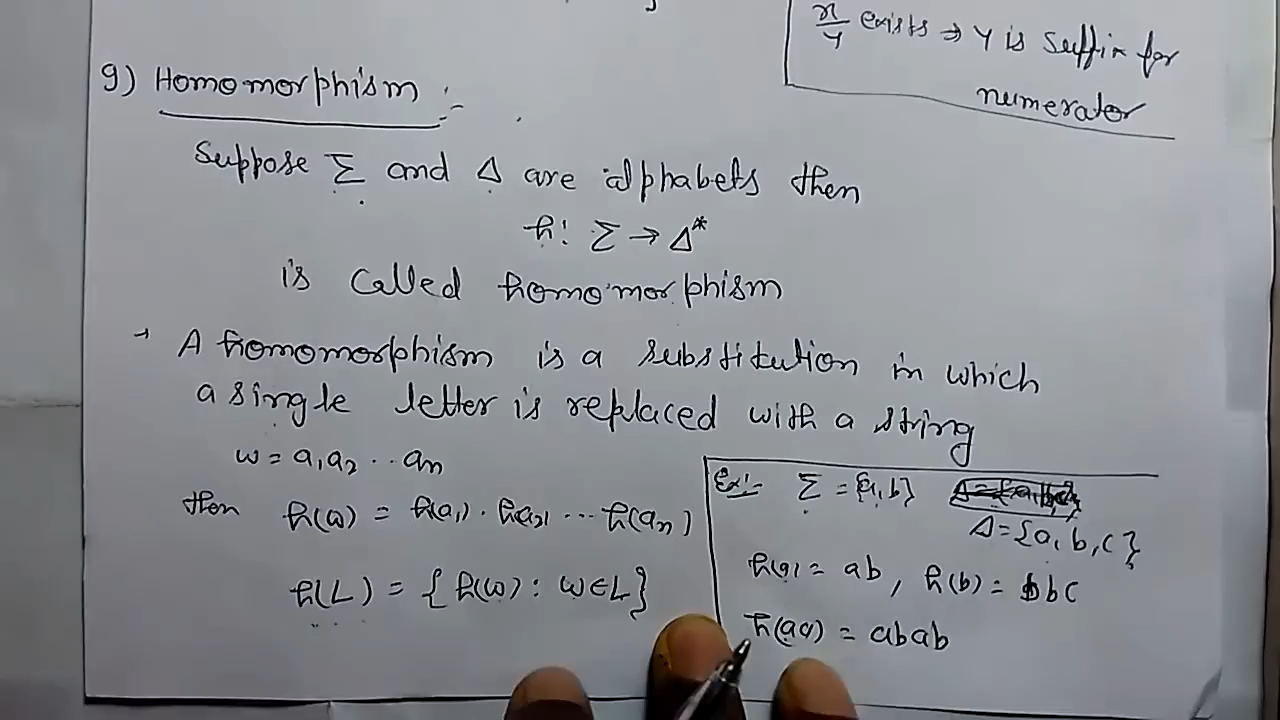 x/y exists ⇒ y is suffix for
numerator
9) Homomorphism :-
Suppose Σ and Δ are alphabets then
h: Σ → Δ*
is called homomorphism
→ A homomorphism is a substitution in which
a single letter is replaced with a string
w = a₁a₂ .. aₙ
then h(w) = h(a₁) . h(a₂) ... h(aₙ)
h(L) = { h(w) : w∈L }
Ex:- Σ = {a, b}
Δ = {a, b, c}
h(a) = ab, h(b) = bbc
h(aa) = abab